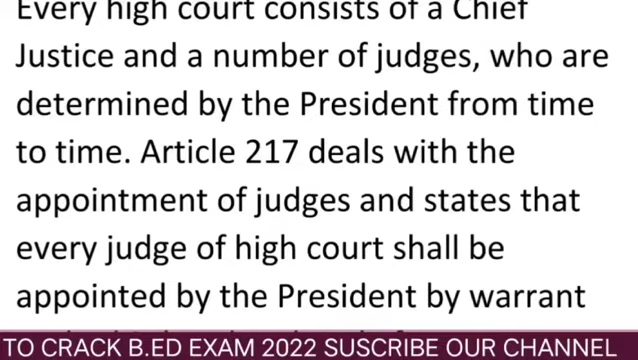 Every high court consists of a Chief
Justice and a number of judges, who are
determined by the President from time
to time. Article 217 deals with the
appointment of judges and states that
every judge of high court shall be
appointed by the President by warrant
TO CRACK B.ED EXAM 2022 SUSCRIBE OUR CHANNEL